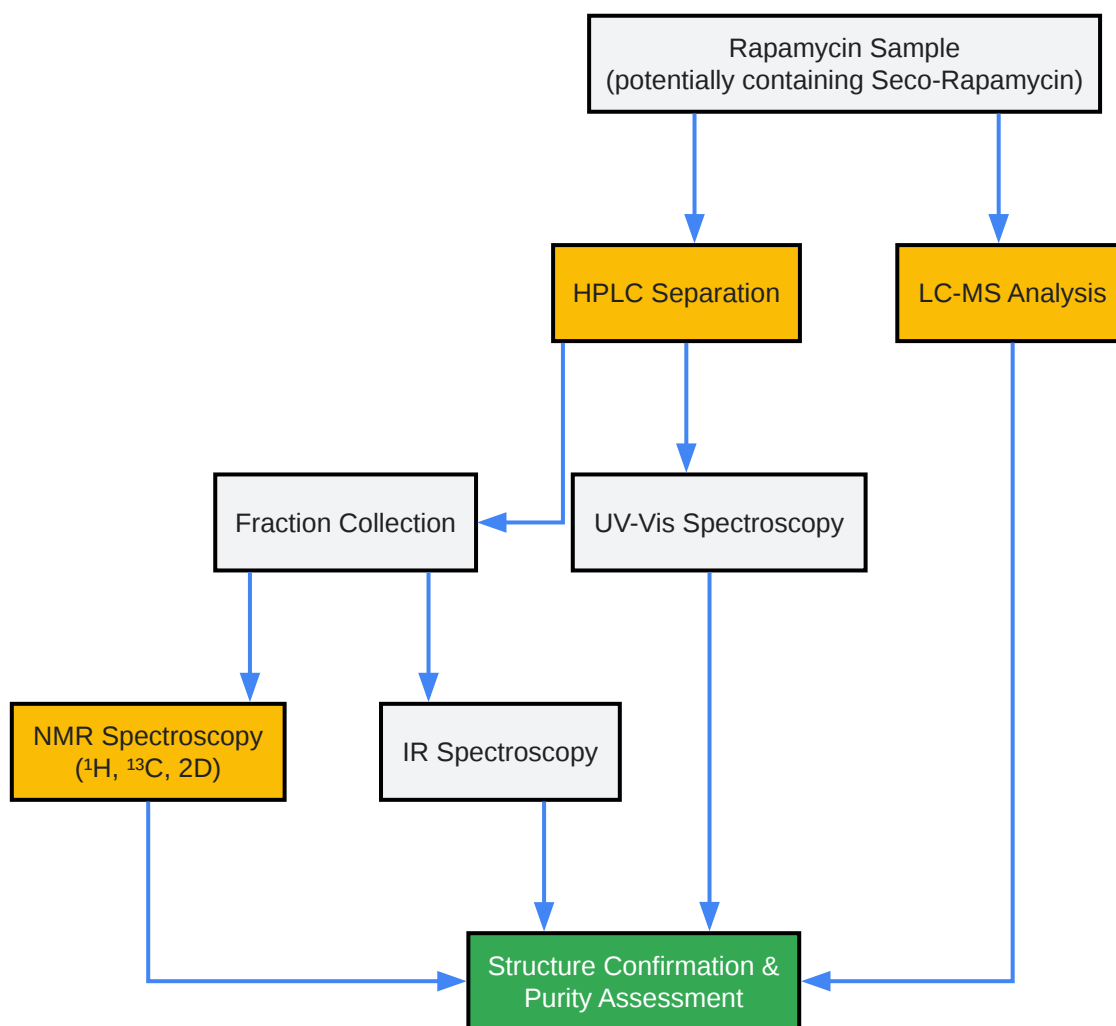 Rapamycin Sample
(potentially containing Seco-Rapamycin)
HPLC Separation
LC-MS Analysis
Fraction Collection
UV-Vis Spectroscopy
NMR Spectroscopy
(¹H, ¹³C, 2D)
IR Spectroscopy
Structure Confirmation &
Purity Assessment